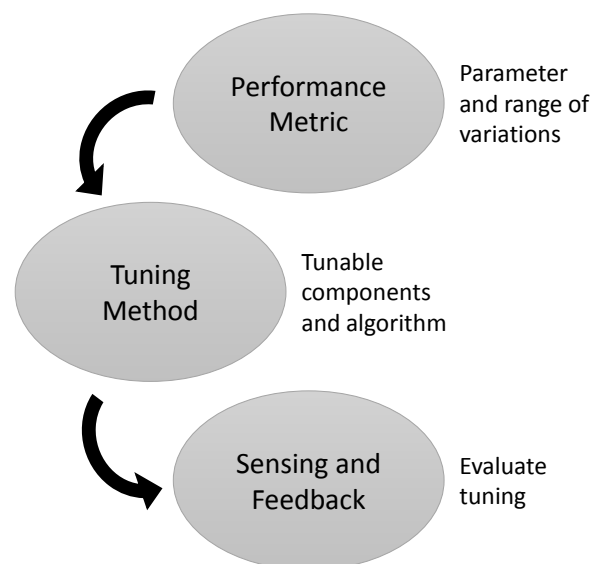 Performance
Metric
Parameter
and range of
variations
Tuning
Method
Tunable
components
and algorithm
Sensing and
Feedback
Evaluate
tuning